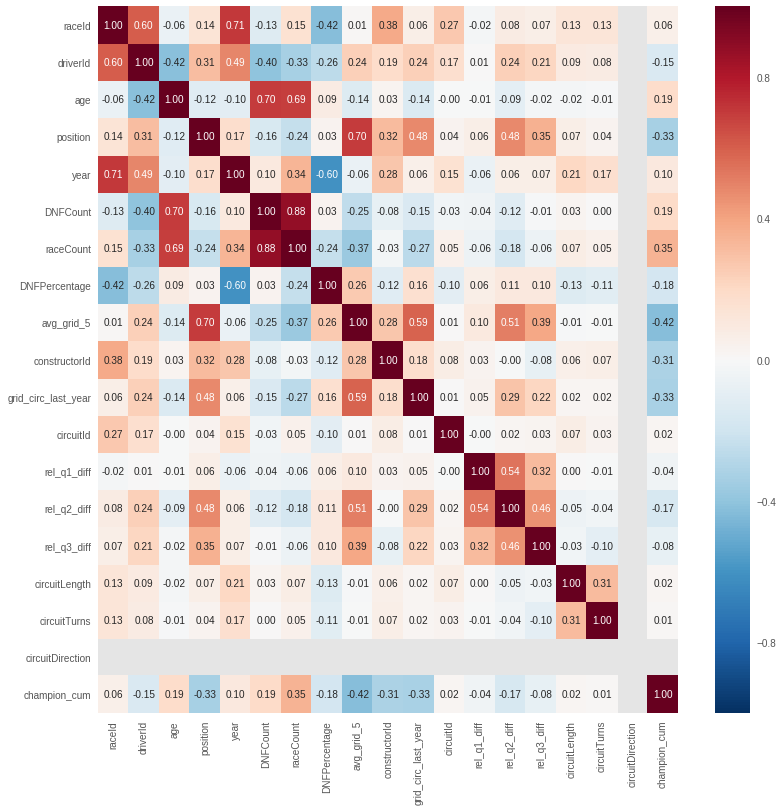 raceId 1.00 0.60 -0.06 0.14 0.71 -0.13 0.15 -0.42 0.01 0.38 0.06 0.27 -0.02 0.08 0.07 0.13 0.13 0.06
driverId 0.60 1.00 -0.42 0.31 0.49 -0.40 -0.33 -0.26 0.24 0.19 0.24 0.17 0.01 0.24 0.21 0.09 0.08 -0.15
age -0.06 -0.42 1.00 -0.12 -0.10 0.70 0.69 0.09 -0.14 0.03 -0.14 -0.00 -0.01 -0.09 -0.02 -0.02 -0.01 0.19
position 0.14 0.31 -0.12 1.00 0.17 -0.16 -0.24 0.03 0.70 0.32 0.48 0.04 0.06 0.48 0.35 0.07 0.04 -0.33
year 0.71 0.49 -0.10 0.17 1.00 0.10 0.34 -0.60 -0.06 0.28 0.06 0.15 -0.06 0.06 0.07 0.21 0.17 0.10
DNFCount -0.13 -0.40 0.70 -0.16 0.10 1.00 0.88 0.03 -0.25 -0.08 -0.15 -0.03 -0.04 -0.12 -0.01 0.03 0.00 0.19
raceCount 0.15 -0.33 0.69 -0.24 0.34 0.88 1.00 -0.24 -0.37 -0.03 -0.27 0.05 -0.06 -0.18 -0.06 0.07 0.05 0.35
DNFPercentage -0.42 -0.26 0.09 0.03 -0.60 0.03 -0.24 1.00 0.26 -0.12 0.16 -0.10 0.06 0.11 0.10 -0.13 -0.11 -0.18
avg_grid_5 0.01 0.24 -0.14 0.70 -0.06 -0.25 -0.37 0.26 1.00 0.28 0.59 0.01 0.10 0.51 0.39 -0.01 -0.01 -0.42
constructorId 0.38 0.19 0.03 0.32 0.28 -0.08 -0.03 -0.12 0.28 1.00 0.18 0.08 0.03 -0.00 -0.08 0.06 0.07 -0.31
grid_circ_last_year 0.06 0.24 -0.14 0.48 0.06 -0.15 -0.27 0.16 0.59 0.18 1.00 0.01 0.05 0.29 0.22 0.02 0.02 -0.33
circuitId 0.27 0.17 -0.00 0.04 0.15 -0.03 0.05 -0.10 0.01 0.08 0.01 1.00 -0.00 0.02 0.03 0.07 0.03 0.02
rel_q1_diff -0.02 0.01 -0.01 0.06 -0.06 -0.04 -0.06 0.06 0.10 0.03 0.05 -0.00 1.00 0.54 0.32 0.00 -0.01 -0.04
rel_q2_diff 0.08 0.24 -0.09 0.48 0.06 -0.12 -0.18 0.11 0.51 -0.00 0.29 0.02 0.54 1.00 0.46 -0.05 -0.04 -0.17
rel_q3_diff 0.07 0.21 -0.02 0.35 0.07 -0.01 -0.06 0.10 0.39 -0.08 0.22 0.03 0.32 0.46 1.00 -0.03 -0.10 -0.08
circuitLength 0.13 0.09 -0.02 0.07 0.21 0.03 0.07 -0.13 -0.01 0.06 0.02 0.07 0.00 -0.05 -0.03 1.00 0.31 0.02
circuitTurns 0.13 0.08 -0.01 0.04 0.17 0.00 0.05 -0.11 -0.01 0.07 0.02 0.03 -0.01 -0.04 -0.10 0.31 1.00 0.01
circuitDirection
champion_cum 0.06 -0.15 0.19 -0.33 0.10 0.19 0.35 -0.18 -0.42 -0.31 -0.33 0.02 -0.04 -0.17 -0.08 0.02 0.01 1.00
raceId driverId age position year DNFCount raceCount DNFPercentage avg_grid_5 constructorId grid_circ_last_year circuitId rel_q1_diff rel_q2_diff rel_q3_diff circuitLength circuitTurns circuitDirection champion_cum
0.8
0.4
0.0
−0.4
−0.8